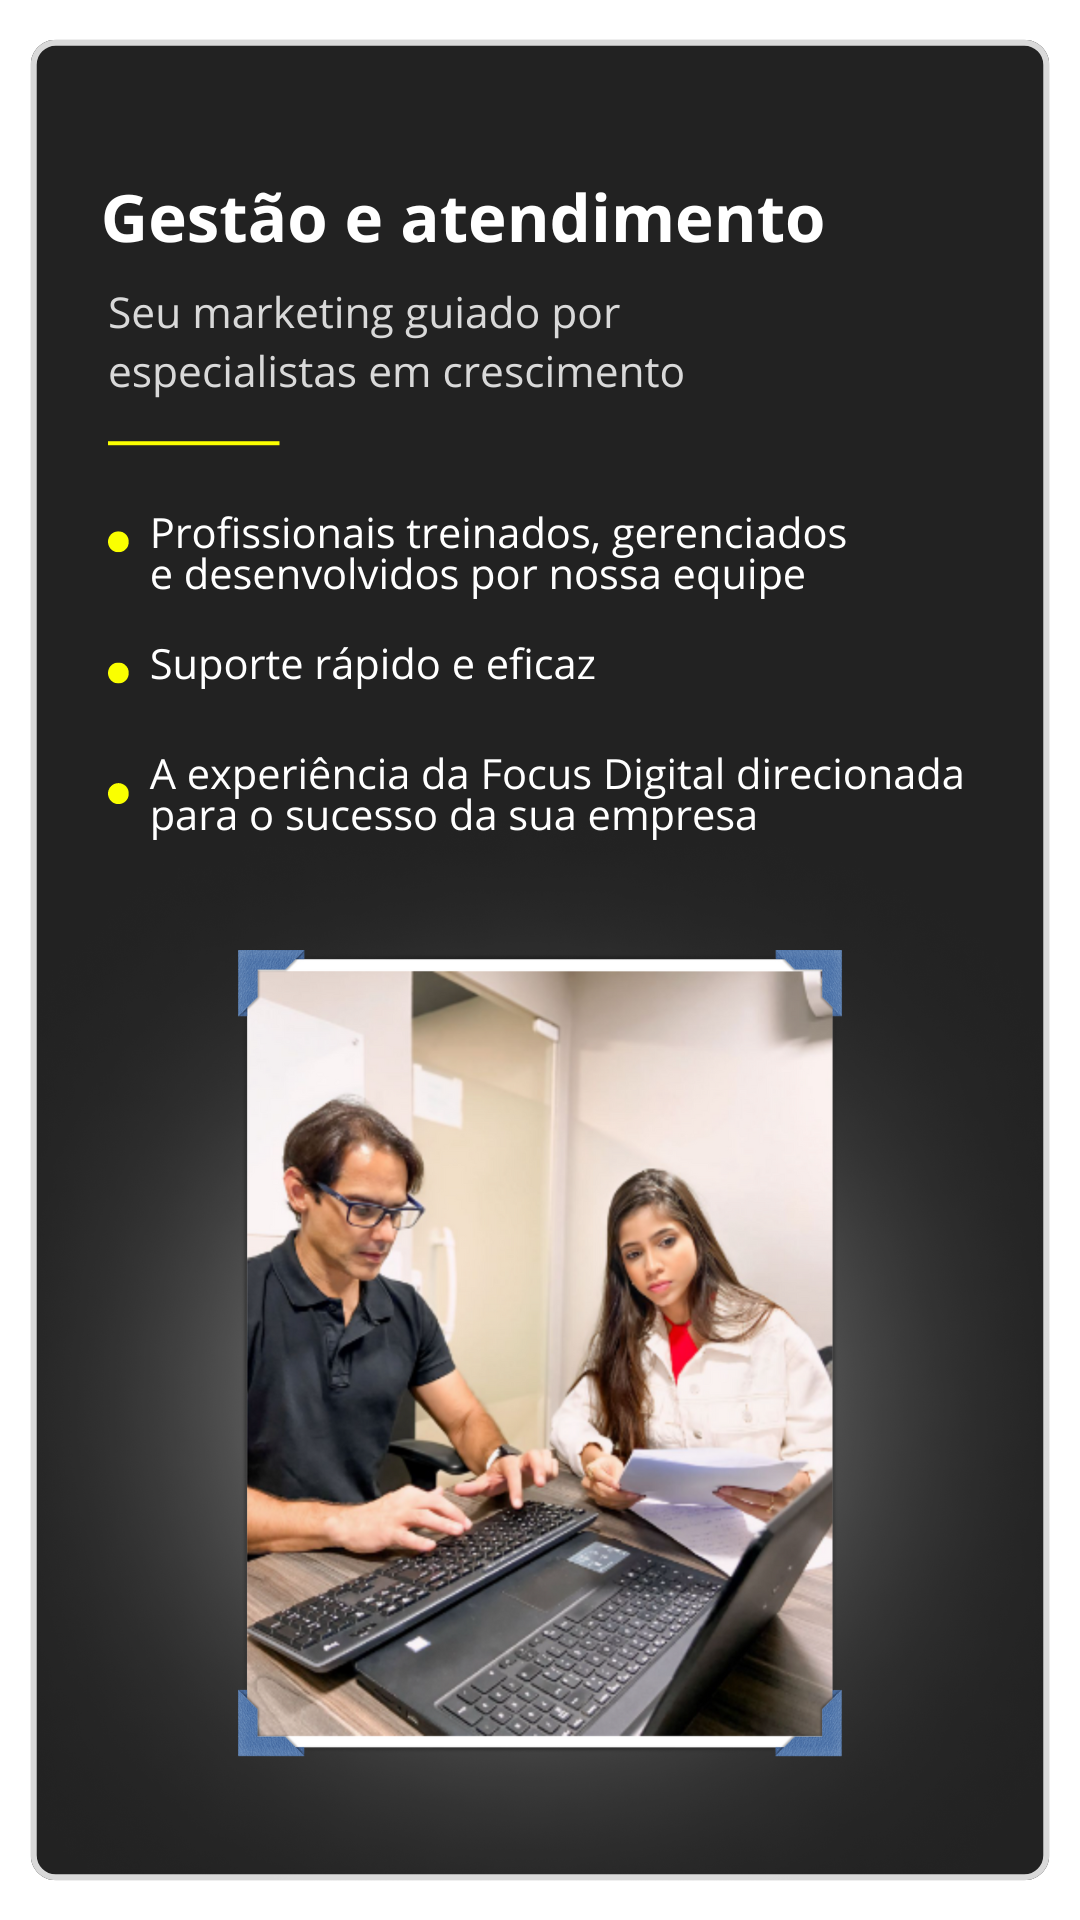 Gestão e atendimento
Seu marketing guiado por
especialistas em crescimento
Profissionais treinados, gerenciados
e desenvolvidos por nossa equipe
Suporte rápido e eficaz
A experiência da Focus Digital direcionada
para o sucesso da sua empresa